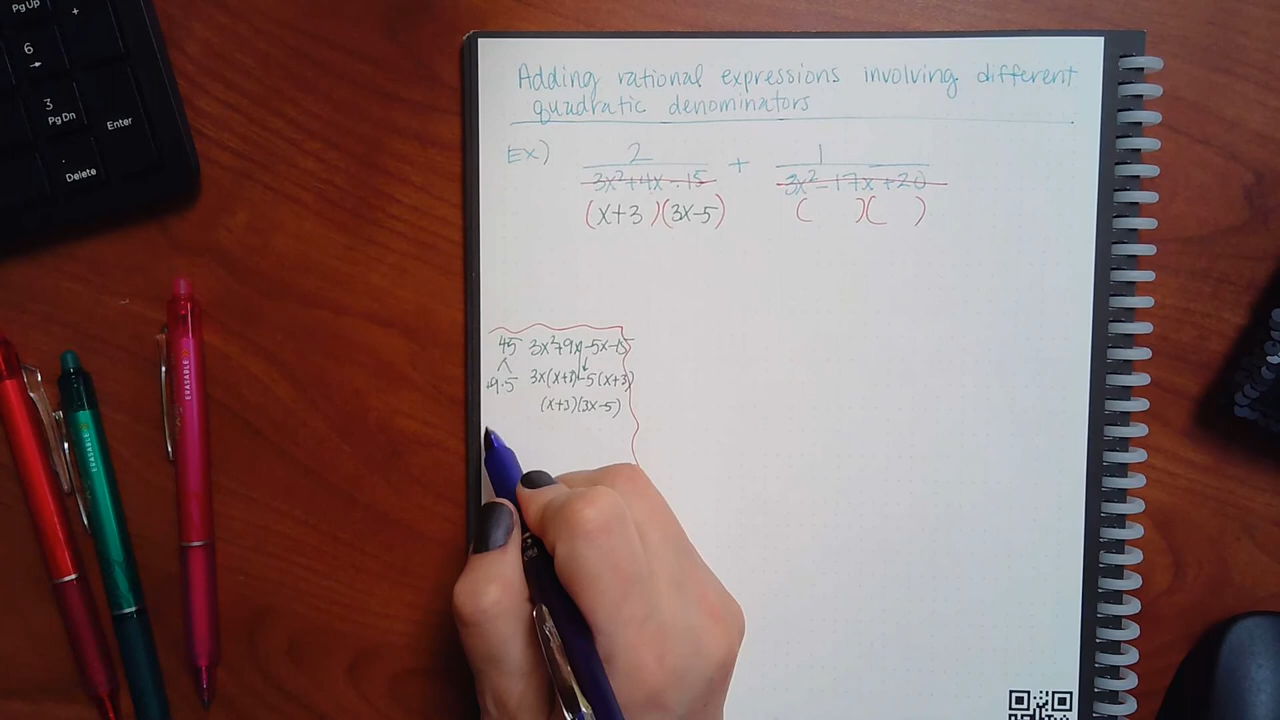 PgUp
+
6
3
PgDn
Enter
.
Delete
ERASABLE
ERASABLE
ERASABLE
Adding rational expressions involving different
quadratic denominators
Ex) 2 + 1
3x²+4x-15 3x²-17x+20
(x+3)(3x-5) ( )( )
45 3x²+9x-5x-15
+9·5 3x(x+3)-5(x+3)
(x+3)(3x-5)